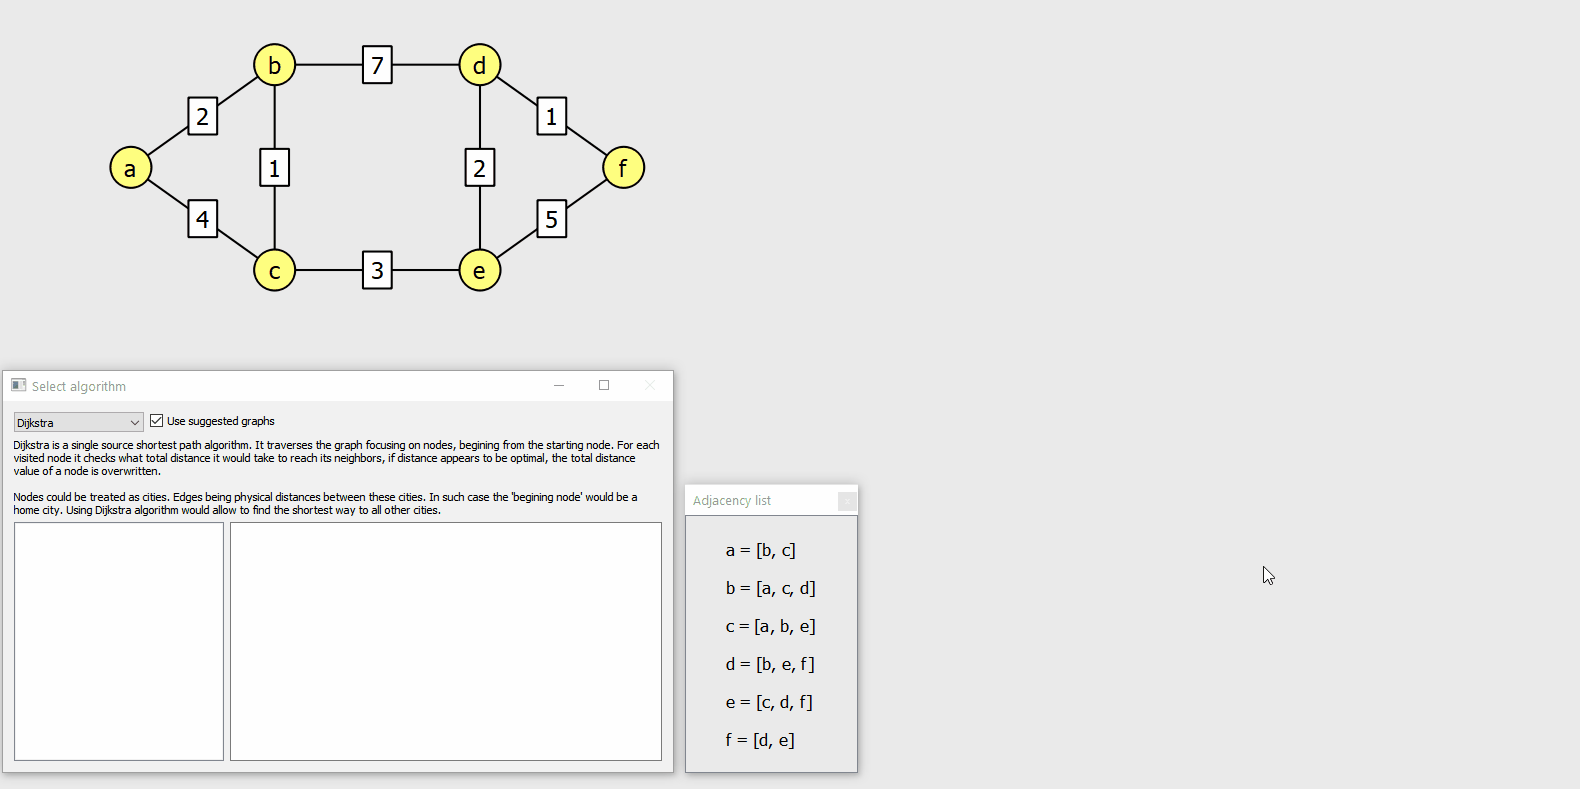 b 7 d
2 1
a 1 2 f
4 5
c 3 e
Select algorithm
Dijkstra Use suggested graphs
Dijkstra is a single source shortest path algorithm. It traverses the graph focusing on nodes, begining from the starting node. For each
visited node it checks what total distance it would take to reach its neighbors, if distance appears to be optimal, the total distance
value of a node is overwritten.
Nodes could be treated as cities. Edges being physical distances between these cities. In such case the 'begining node' would be a
home city. Using Dijkstra algorithm would allow to find the shortest way to all other cities.
Adjacency list
a = [b, c]
b = [a, c, d]
c = [a, b, e]
d = [b, e, f]
e = [c, d, f]
f = [d, e]